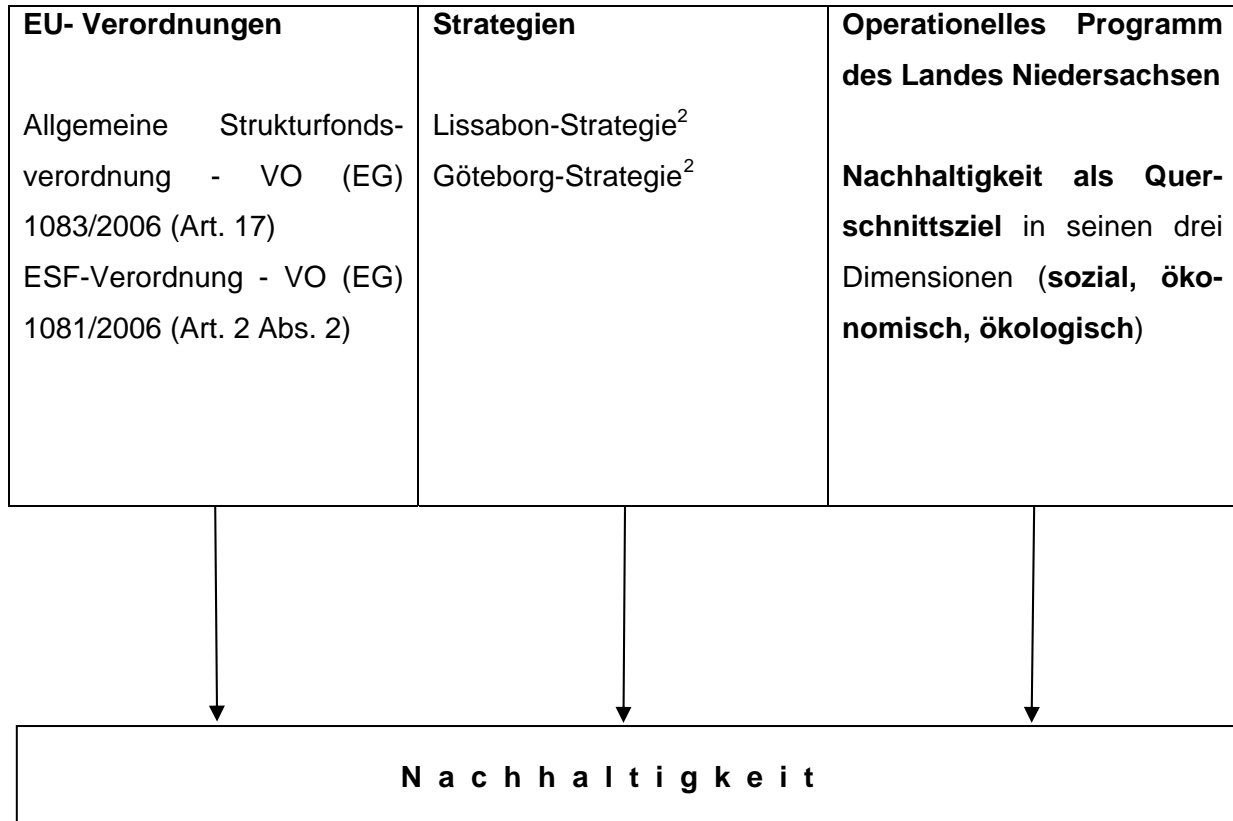 EU- Verordnungen
Allgemeine Strukturfonds-
verordnung - VO (EG)
1083/2006 (Art. 17)
ESF-Verordnung - VO (EG)
1081/2006 (Art. 2 Abs. 2)
Strategien
Lissabon-Strategie²
Göteborg-Strategie²
Operationelles Programm
des Landes Niedersachsen
Nachhaltigkeit als Quer-
schnittsziel in seinen drei
Dimensionen (sozial, öko-
nomisch, ökologisch)
N a c h h a l t i g k e i t